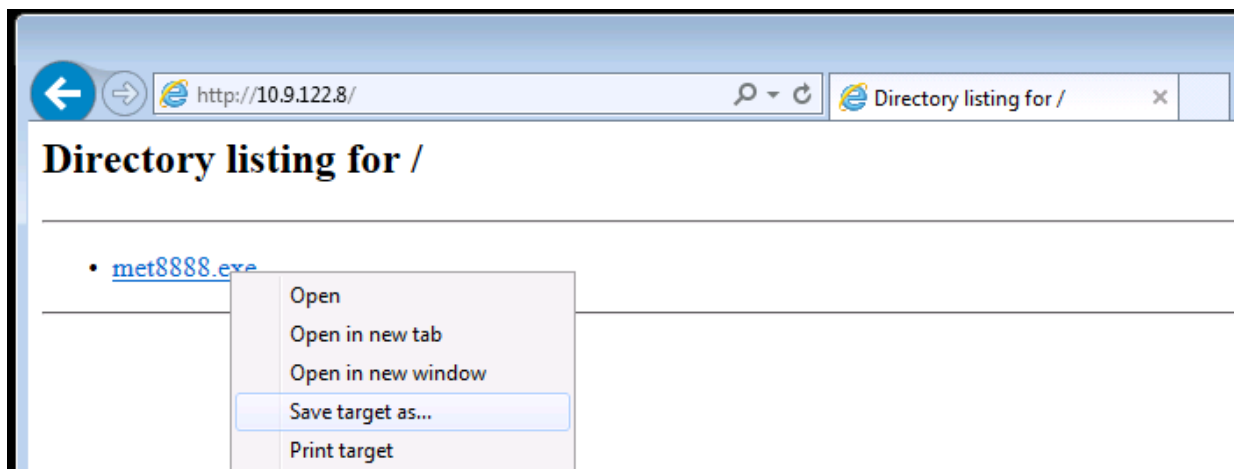 http://10.9.122.8/
Directory listing for /
Directory listing for /
met8888.exe
Open
Open in new tab
Open in new window
Save target as...
Print target